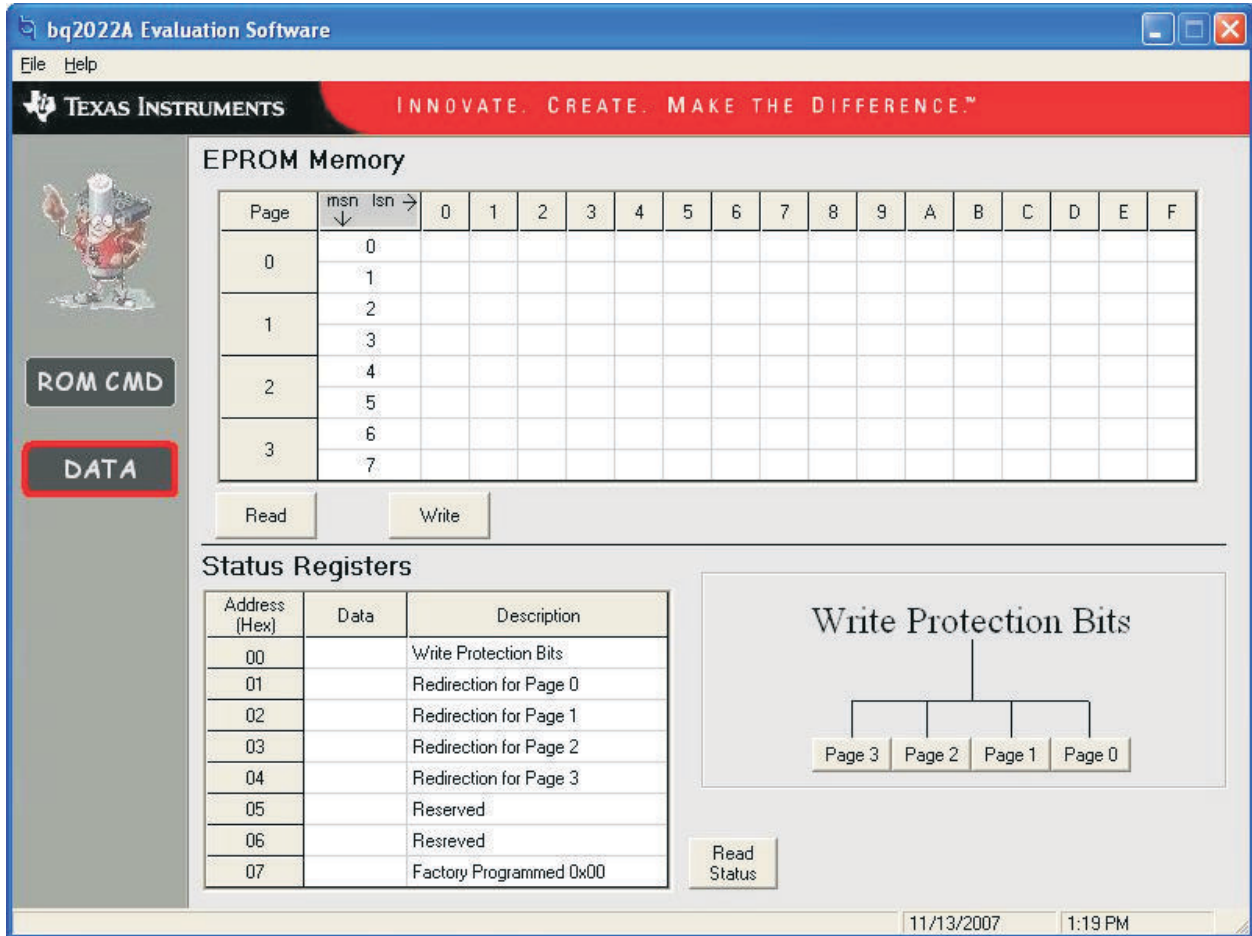 bq2022A Evaluation Software
File Help
TEXAS INSTRUMENTS INNOVATE. CREATE. MAKE THE DIFFERENCE.™
EPROM Memory
Page msn ↓ lsn → 0 1 2 3 4 5 6 7 8 9 A B C D E F
0 0
1
1 2
3
2 4
5
3 6
7
ROM CMD
DATA
Read Write
Status Registers
Address (Hex) Data Description
00 Write Protection Bits
01 Redirection for Page 0
02 Redirection for Page 1
03 Redirection for Page 2
04 Redirection for Page 3
05 Reserved
06 Resreved
07 Factory Programmed 0x00
Write Protection Bits
Page 3 Page 2 Page 1 Page 0
Read
Status
11/13/2007 1:19 PM